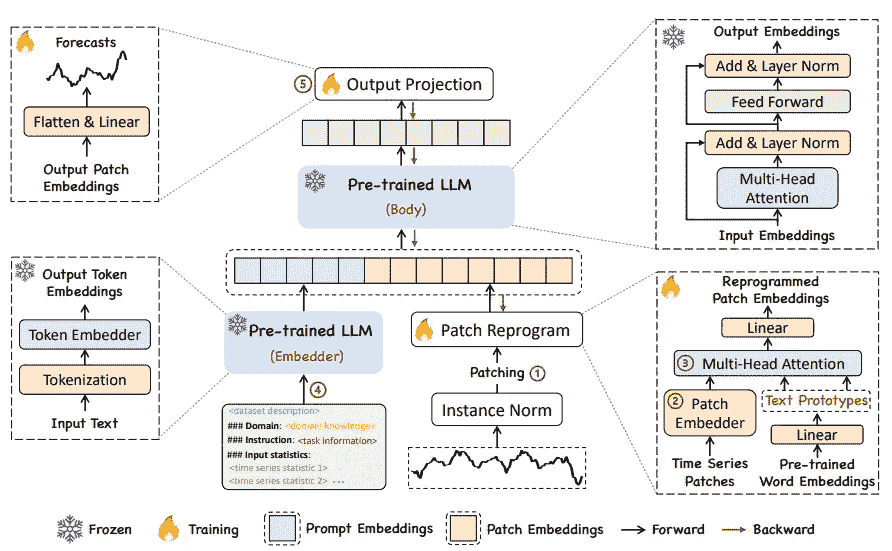 Forecasts
Flatten & Linear
Output Patch
Embeddings
⑤
Output Projection
Pre-trained LLM
(Body)
Output Embeddings
Add & Layer Norm
Feed Forward
Add & Layer Norm
Multi-Head
Attention
Input Embeddings
Output Token
Embeddings
Token Embedder
Tokenization
Input Text
Pre-trained LLM
(Embedder)
④
<dataset description>
### Domain: <domain knowledge>
### Instruction: <task information>
### Input statistics:
<time series statistic 1>
<time series statistic 2> ...
Patch Reprogram
Patching ①
Instance Norm
Reprogrammed
Patch Embeddings
Linear
③ Multi-Head Attention
② Patch
Embedder
Text Prototypes
Linear
Time Series
Patches
Pre-trained
Word Embeddings
Frozen
Training
Prompt Embeddings
Patch Embeddings
Forward
Backward